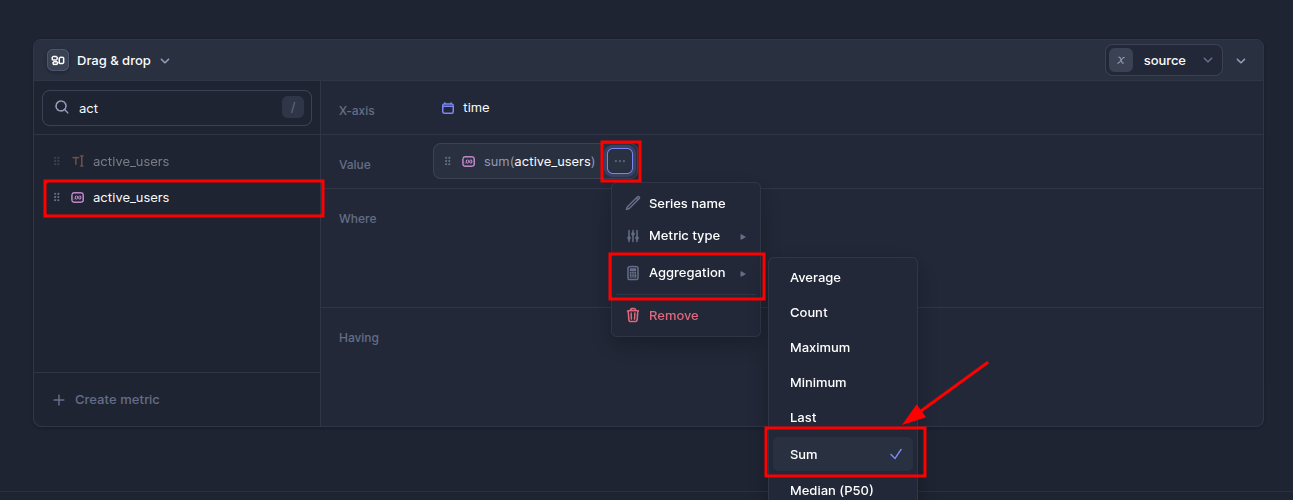 Drag & drop
x source
act /
active_users
active_users
Create metric
X-axis time
Value sum(active_users) ...
Where
Having
Series name
Metric type
Aggregation
Remove
Average
Count
Maximum
Minimum
Last
Sum
Median (P50)